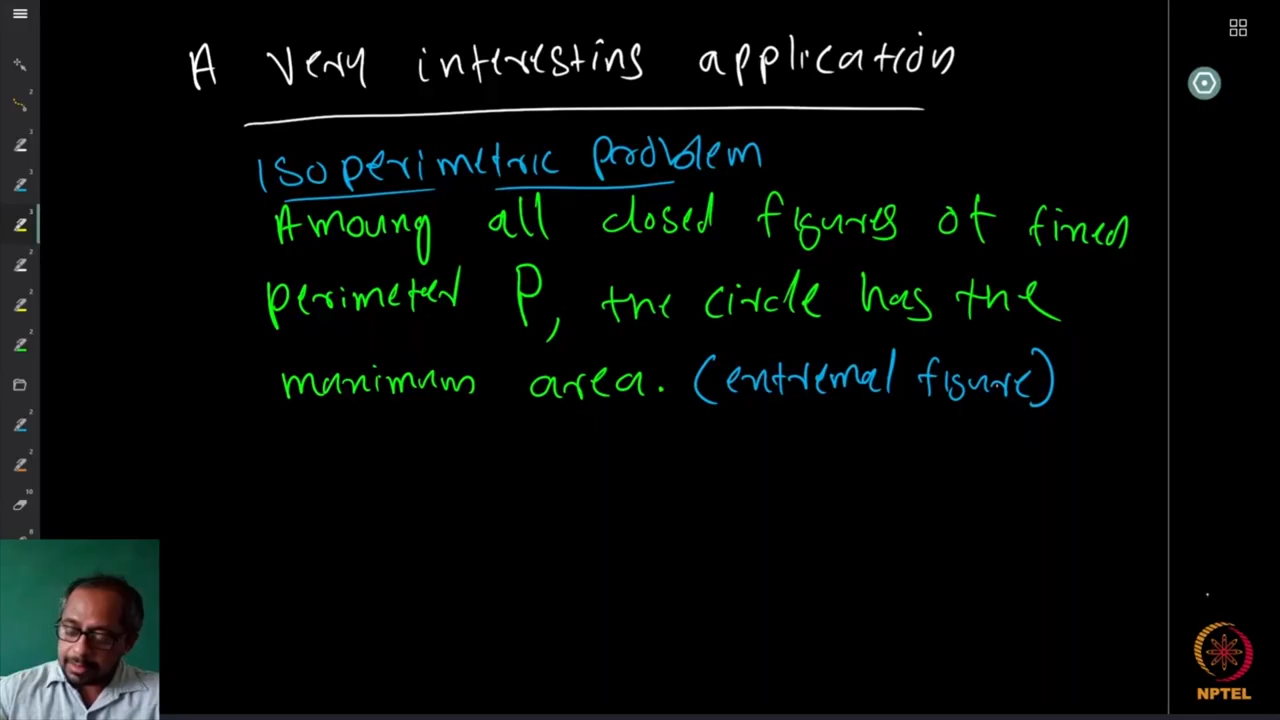 A very interesting application
Isoperimetric problem
Amoung all closed figures of fixed
perimeter P, the circle has the
maximum area. (extremal figure)
NPTEL